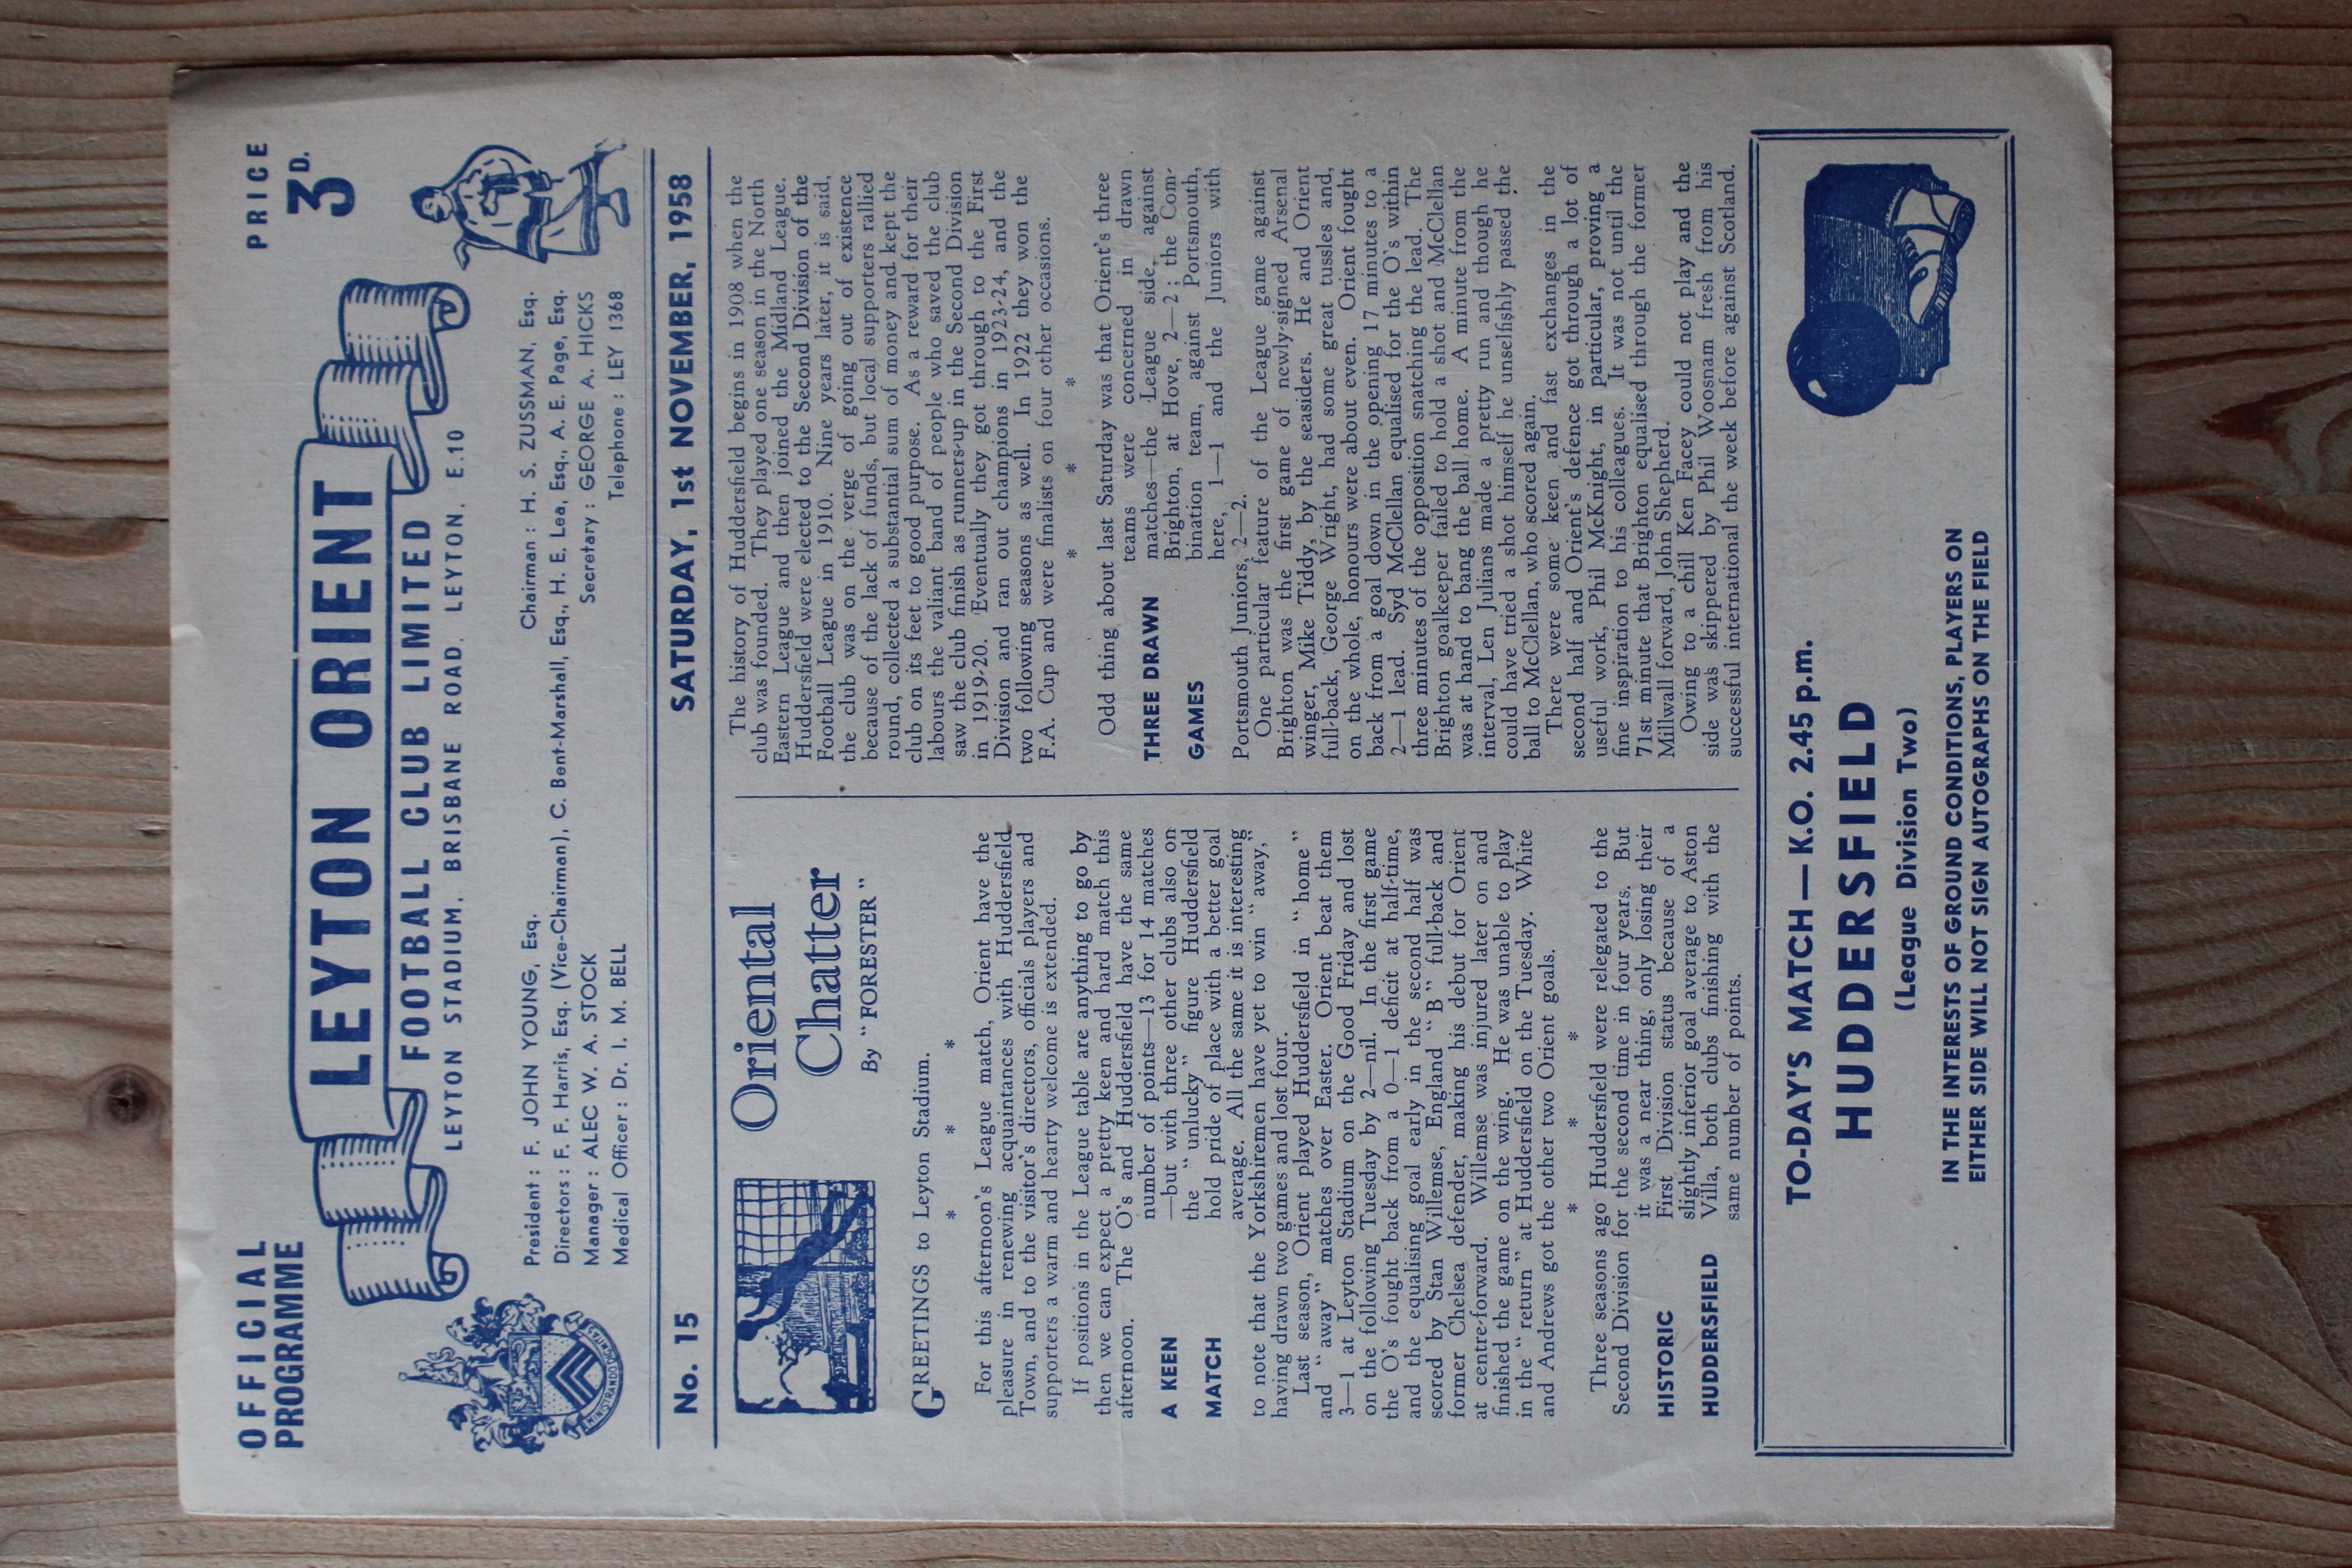 OFFICIAL
PROGRAMME
PRICE
3D.
LEYTON ORIENT
FOOTBALL CLUB LIMITED
LEYTON STADIUM, BRISBANE ROAD, LEYTON, E.10
President : F. JOHN YOUNG, Esq.
Chairman : H. S. ZUSSMAN, Esq.
Directors : F. F. Harris, Esq. (Vice-Chairman), C. Bent-Marshall, Esq., H. E. Lea, Esq., A. E. Page, Esq.
Manager : ALEC W. A. STOCK
Secretary : GEORGE A. HICKS
Medical Officer : Dr. I. M. BELL
Telephone : LEY 1368
MINISTRANDO DIGNITAS
No. 15
SATURDAY, 1st NOVEMBER, 1958
Oriental
Chatter
By “ FORESTER ”
GREETINGS to Leyton Stadium.
* * *
For this afternoon's League match, Orient have the
pleasure in renewing acquaintances with Huddersfield
Town, and to the visitor's directors, officials players and
supporters a warm and hearty welcome is extended.
If positions in the League table are anything to go by
then we can expect a pretty keen and hard match this
afternoon. The O's and Huddersfield have the same
number of points—13 for 14 matches
A KEEN
—but with three other clubs also on
the “ unlucky ” figure Huddersfield
MATCH
hold pride of place with a better goal
average. All the same it is interesting
to note that the Yorkshiremen have yet to win “ away,”
having drawn two games and lost four.
Last season, Orient played Huddersfield in “ home ”
and “ away ” matches over Easter. Orient beat them
3—1 at Leyton Stadium on the Good Friday and lost
on the following Tuesday by 2—nil. In the first game
the O's fought back from a 0—1 deficit at half-time,
and the equalising goal early in the second half was
scored by Stan Willemse, England “ B ” full-back and
former Chelsea defender, making his debut for Orient
at centre-forward. Willemse was injured later on and
finished the game on the wing. He was unable to play
in the “ return ” at Huddersfield on the Tuesday. White
and Andrews got the other two Orient goals.
* * *
Three seasons ago Huddersfield were relegated to the
Second Division for the second time in four years. But
it was a near thing, only losing their
HISTORIC
First Division status because of a
slightly inferior goal average to Aston
HUDDERSFIELD
Villa, both clubs finishing with the
same number of points.
The history of Huddersfield begins in 1908 when the
club was founded. They played one season in the North
Eastern League and then joined the Midland League.
Huddersfield were elected to the Second Division of the
Football League in 1910. Nine years later, it is said,
the club was on the verge of going out of existence
because of the lack of funds, but local supporters rallied
round, collected a substantial sum of money and kept the
club on its feet to good purpose. As a reward for their
labours the valiant band of people who saved the club
saw the club finish as runners-up in the Second Division
in 1919-20. Eventually they got through to the First
Division and ran out champions in 1923-24, and the
two following seasons as well. In 1922 they won the
F.A. Cup and were finalists on four other occasions.
* * *
Odd thing about last Saturday was that Orient's three
teams were concerned in drawn
THREE DRAWN
matches—the League side, against
Brighton, at Hove, 2—2 ; the Com-
GAMES
bination team, against Portsmouth,
here, 1—1 and the Juniors with
Portsmouth Juniors, 2—2.
One particular feature of the League game against
Brighton was the first game of newly-signed Arsenal
winger, Mike Tiddy, by the seasiders. He and Orient
full-back, George Wright, had some great tussles and,
on the whole, honours were about even. Orient fought
back from a goal down in the opening 17 minutes to a
2—1 lead. Syd McClellan equalised for the O's within
three minutes of the opposition snatching the lead. The
Brighton goalkeeper failed to hold a shot and McClellan
was at hand to bang the ball home. A minute from the
interval, Len Julians made a pretty run and though he
could have tried a shot himself he unselfishly passed the
ball to McClellan, who scored again.
There were some keen and fast exchanges in the
second half and Orient's defence got through a lot of
useful work, Phil McKnight, in particular, proving a
fine inspiration to his colleagues. It was not until the
71st minute that Brighton equalised through the former
Millwall forward, John Shepherd.
Owing to a chill Ken Facey could not play and the
side was skippered by Phil Woosnam fresh from his
successful international the week before against Scotland.
TO-DAY'S MATCH—K.O. 2.45 p.m.
HUDDERSFIELD
(League Division Two)
IN THE INTERESTS OF GROUND CONDITIONS, PLAYERS ON
EITHER SIDE WILL NOT SIGN AUTOGRAPHS ON THE FIELD